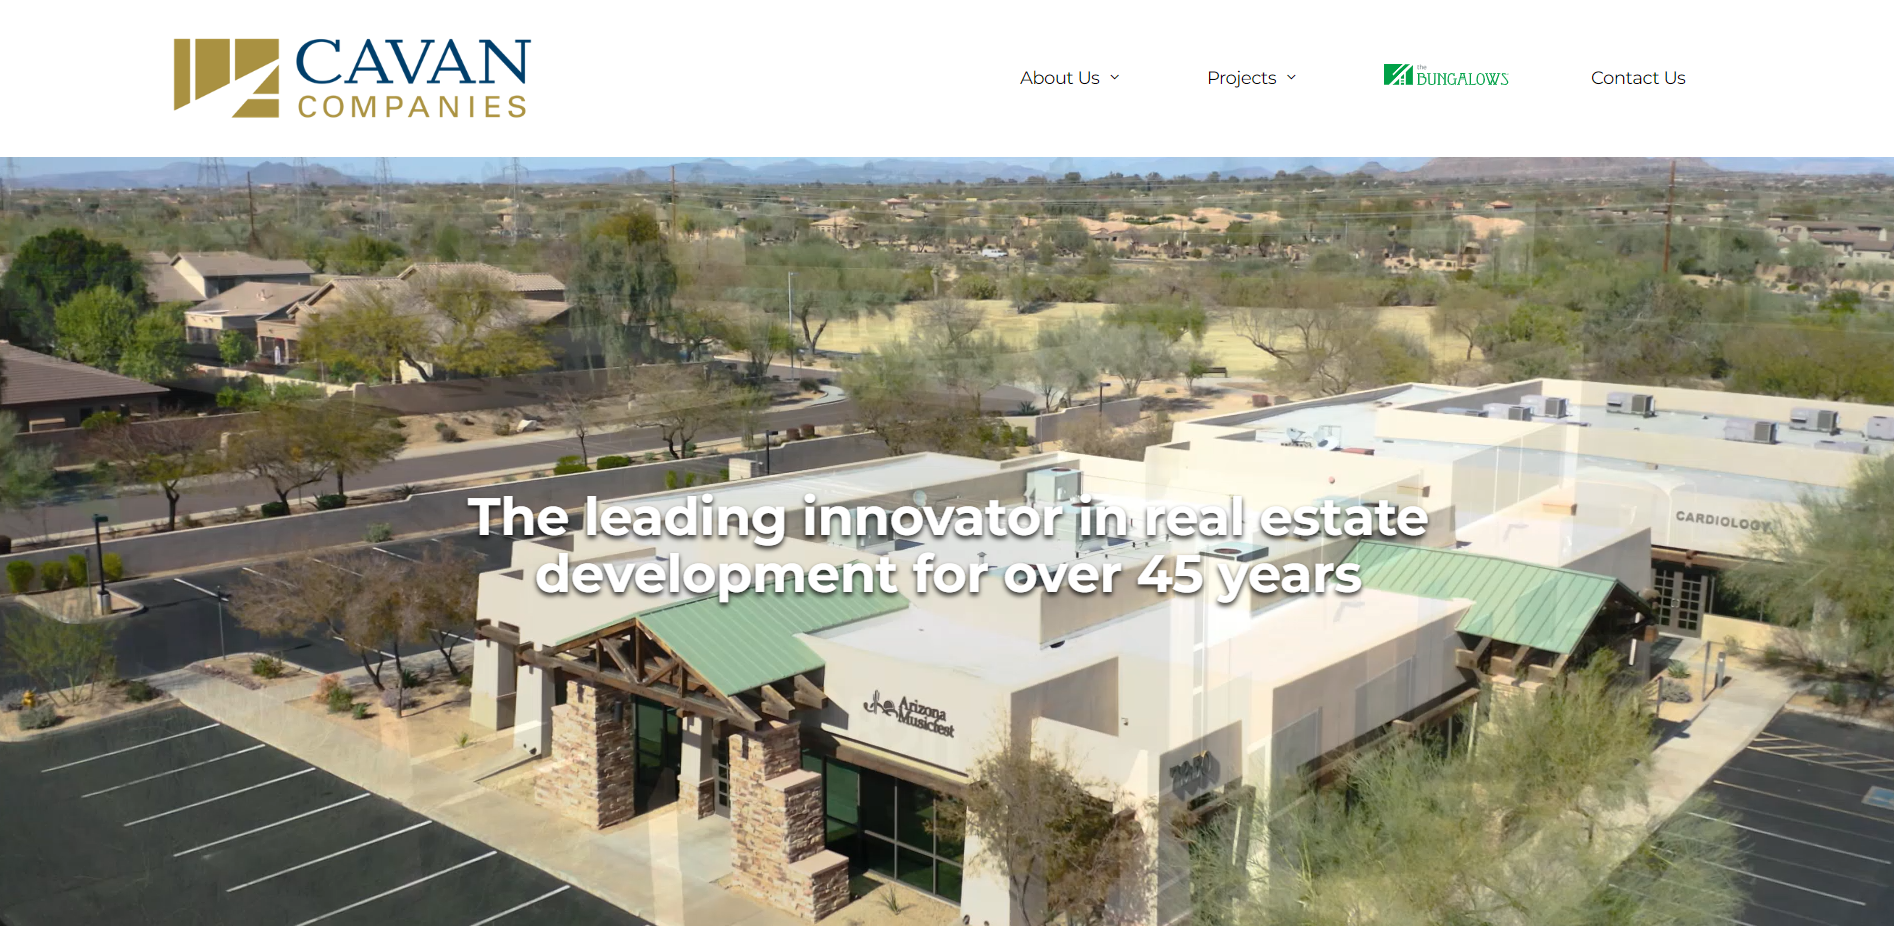 CAVAN
COMPANIES
About Us
Projects
the
BUNGALOWS
Contact Us
The leading innovator in real estate
development for over 45 years
CARDIOLOGY
Arizona
Musicfest